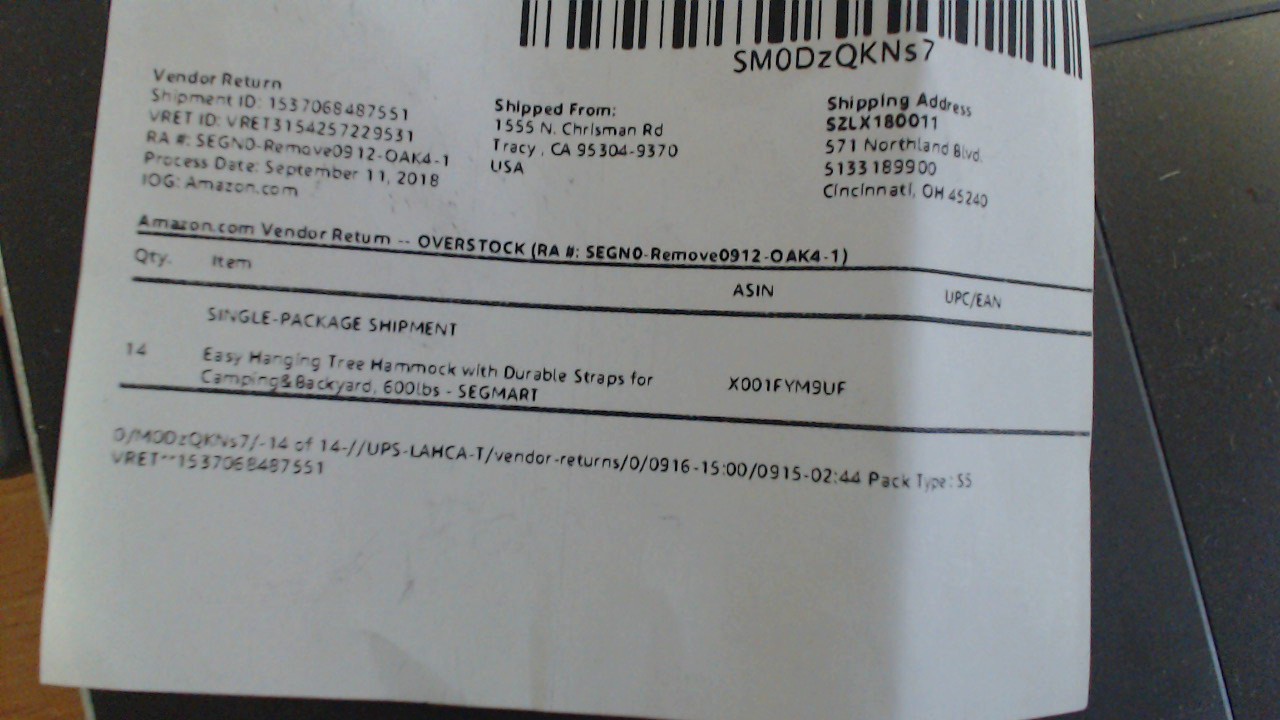 SM0DzQKNs7
Vendor Return
Shipment ID: 1537068487551
VRET ID: VRET3154257229531
RA #: SEGN0-Remove0912-OAK4-1
Process Date: September 11, 2018
IOG: Amazon.com
Shipped From:
1555 N. Chrisman Rd
Tracy , CA 95304-9370
USA
Shipping Address
SZLX180011
571 Northland Blvd.
5133189900
Cincinnati, OH 45240
Amazon.com Vendor Return -- OVERSTOCK (RA #: SEGN0-Remove0912-OAK4-1)
Qty. Item ASIN UPC/EAN
SINGLE-PACKAGE SHIPMENT
14 Easy Hanging Tree Hammock with Durable Straps for X001FYM9UF
Camping&Backyard, 600lbs - SEGMART
0/M0DzQKNs7/-14 of 14-//UPS-LAHCA-T/vendor-returns/0/0916-15:00/0915-02:44 Pack Type: S5
VRET**1537068487551